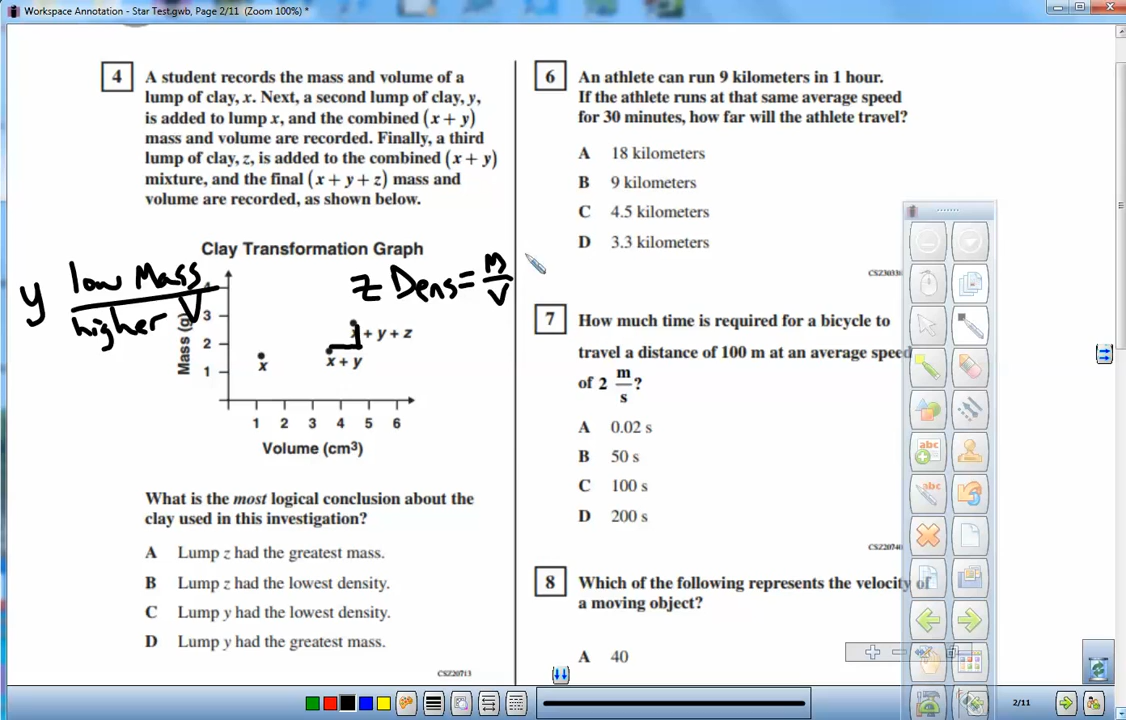 Workspace Annotation - Star Test.gwb, Page 2/11 (Zoom 100%) *
4
A student records the mass and volume of a
lump of clay, x. Next, a second lump of clay, y,
is added to lump x, and the combined (x + y)
mass and volume are recorded. Finally, a third
lump of clay, z, is added to the combined (x + y)
mixture, and the final (x + y + z) mass and
volume are recorded, as shown below.
Clay Transformation Graph
y low Mass
higher V
z Dens = m
v
Mass (g)
3
2
1
x
x + y
+ y + z
1 2 3 4 5 6
Volume (cm³)
What is the most logical conclusion about the
clay used in this investigation?
A Lump z had the greatest mass.
B Lump z had the lowest density.
C Lump y had the lowest density.
D Lump y had the greatest mass.
CSZ20713
6
An athlete can run 9 kilometers in 1 hour.
If the athlete runs at that same average speed
for 30 minutes, how far will the athlete travel?
A 18 kilometers
B 9 kilometers
C 4.5 kilometers
D 3.3 kilometers
7
How much time is required for a bicycle to
travel a distance of 100 m at an average speed
of 2 m
s ?
A 0.02 s
B 50 s
C 100 s
D 200 s
CSZ20740
8
Which of the following represents the velocity of
a moving object?
A 40
abc
abc
2/11